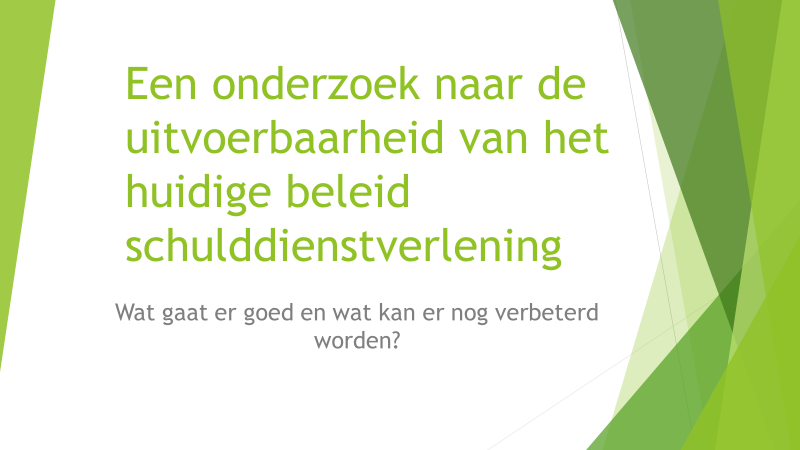 Een onderzoek naar de
uitvoerbaarheid van het
huidige beleid
schulddienstverlening
Wat gaat er goed en wat kan er nog verbeterd
worden?